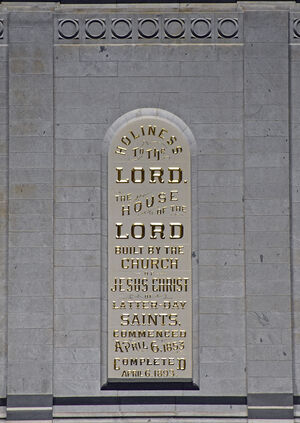 HOLINESS
TO THE
LORD.
THE
HOUSE
OF THE
LORD
BUILT BY THE
CHURCH
OF
JESUS CHRIST
OF
LATTER-DAY
SAINTS.
COMMENCED
APRIL 6, 1853
COMPLETED
APRIL 6, 1893